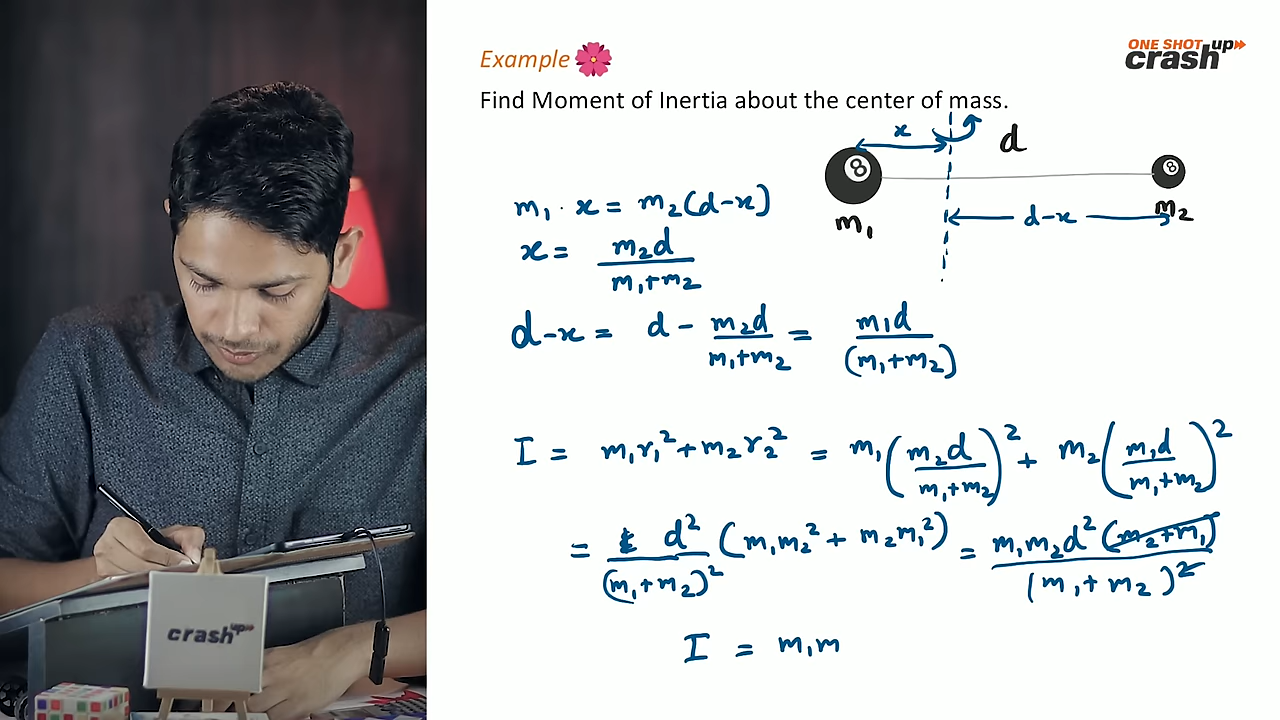 Example
ONE SHOT
crash up
Find Moment of Inertia about the center of mass.
x
d
8
8
m₁ · x = m₂(d-x)
m₁
d-x
m₂
x = m₂d / m₁+m₂
d-x = d - m₂d / m₁+m₂ = m₁d / (m₁+m₂)
I = m₁r₁² + m₂r₂² = m₁(m₂d / m₁+m₂)² + m₂(m₁d / m₁+m₂)²
= d² / (m₁+m₂)² (m₁m₂² + m₂m₁²) = m₁m₂d²(m₂+m₁) / (m₁+m₂)²
I = m₁m
crash up